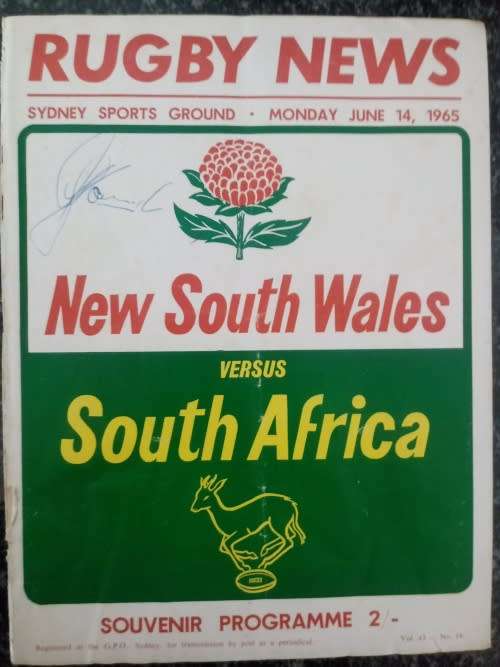 RUGBY NEWS
SYDNEY SPORTS GROUND · MONDAY JUNE 14, 1965
New South Wales
VERSUS
South Africa
SOUVENIR PROGRAMME 2/-
Registered at the G.P.O. Sydney, for transmission by post as a periodical.